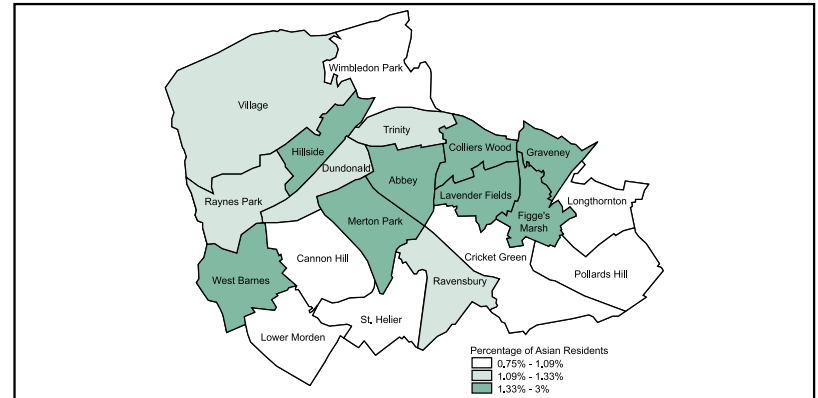 Wimbledon Park
Village
Trinity
Hillside
Colliers Wood
Graveney
Dundonald
Abbey
Raynes Park
Lavender Fields
Longthornton
Figge's
Marsh
Merton Park
Cannon Hill
Cricket Green
Pollards Hill
West Barnes
Ravensbury
St. Helier
Lower Morden
Percentage of Asian Residents
0.75% - 1.09%
1.09% - 1.33%
1.33% - 3%